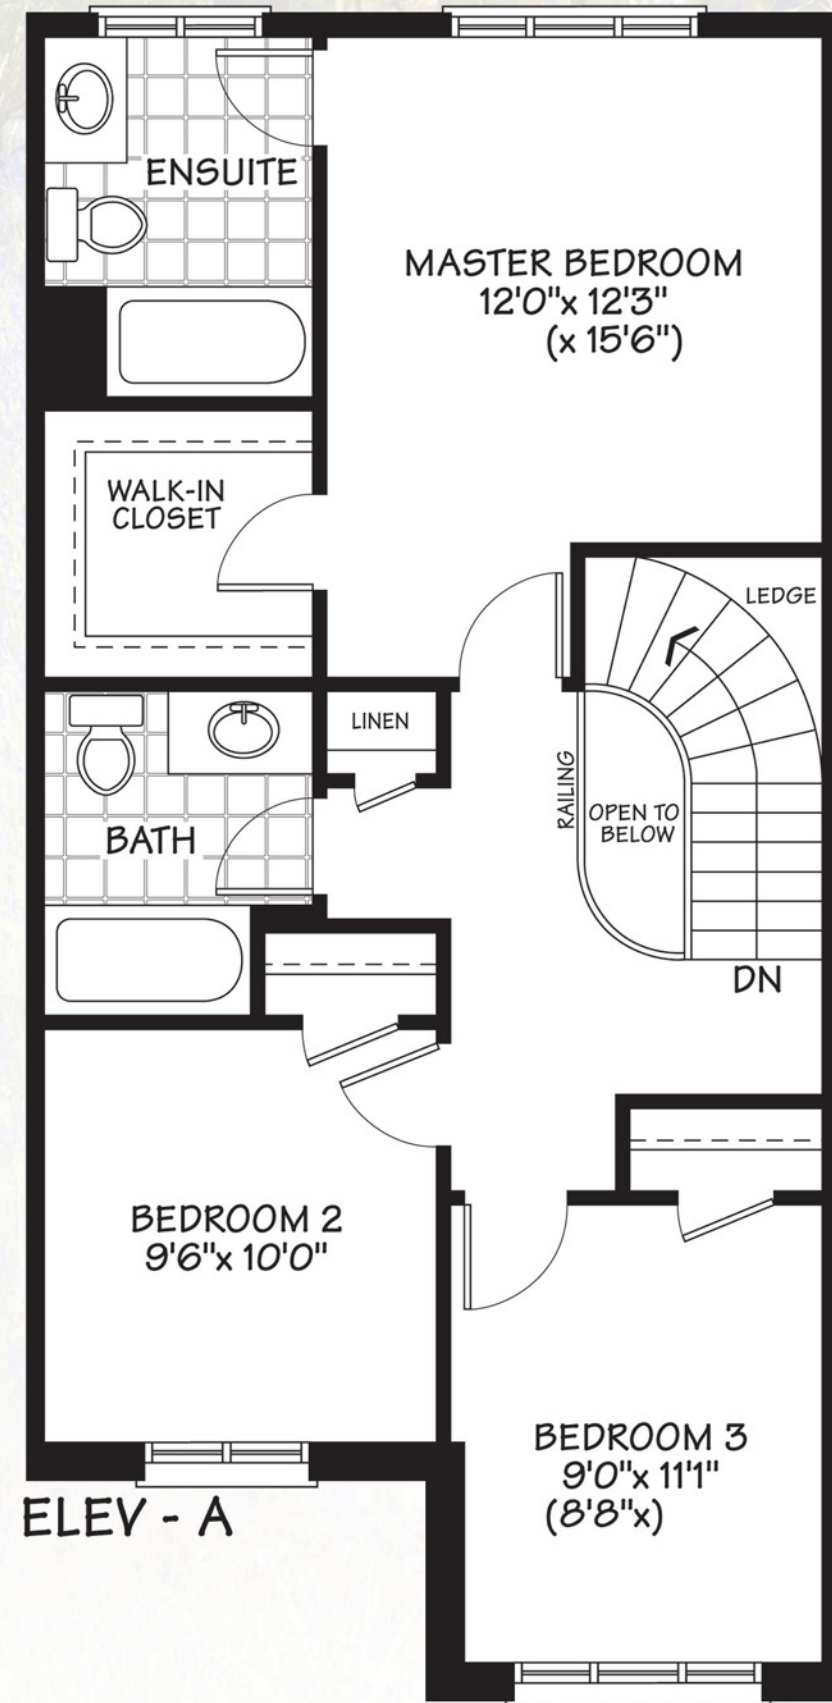 ENSUITE
MASTER BEDROOM
12'0"x 12'3"
(x 15'6")
WALK-IN
CLOSET
LEDGE
LINEN
RAILING
OPEN TO
BELOW
BATH
DN
BEDROOM 2
9'6"x 10'0"
BEDROOM 3
9'0"x 11'1"
(8'8"x)
ELEV - A